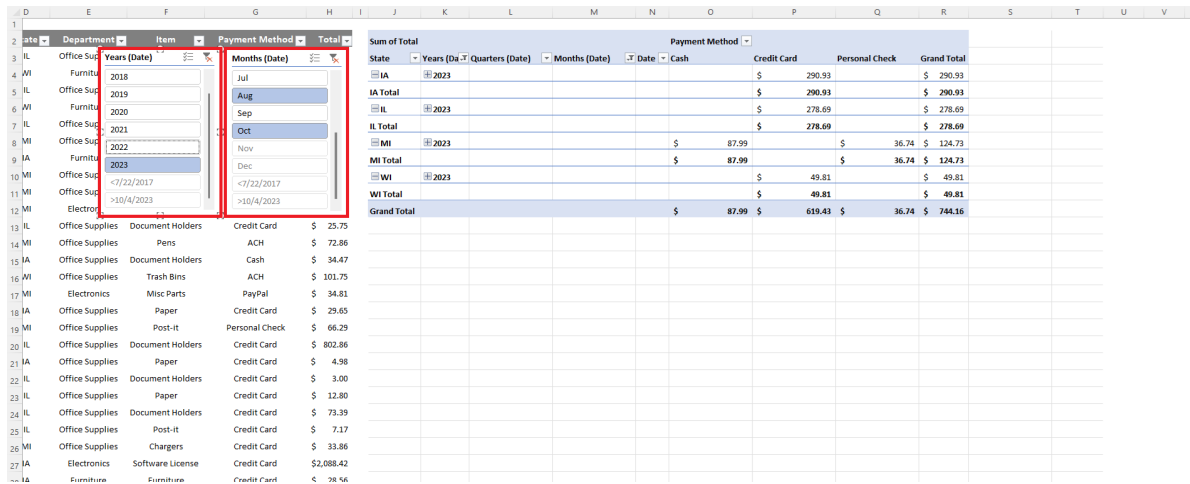 D E F G H I J K L M N O P Q R S T U V
1
2 ate Department Item Payment Method Total Sum of Total Payment Method
3 IL Office Sup Years (Date) Months (Date) State Years (Da Quarters (Date) Months (Date) Date Cash Credit Card Personal Check Grand Total
4 WI Furnitu 2018 Jul IA 2023 $ 290.93 $ 290.93
5 IL Office Sup 2019 Aug IA Total $ 290.93 $ 290.93
6 WI Furnitu 2020 Sep IL 2023 $ 278.69 $ 278.69
7 IL Office Sup 2021 Oct IL Total $ 278.69 $ 278.69
8 MI Office Sup 2022 Nov MI 2023 $ 87.99 $ 36.74 $ 124.73
9 IA Furnitu 2023 Dec MI Total $ 87.99 $ 36.74 $ 124.73
10 MI Office Sup <7/22/2017 <7/22/2017 WI 2023 $ 49.81 $ 49.81
11 MI Office Sup >10/4/2023 >10/4/2023 WI Total $ 49.81 $ 49.81
12 MI Electron Grand Total $ 87.99 $ 619.43 $ 36.74 $ 744.16
13 IL Office Supplies Document Holders Credit Card $ 25.75
14 MI Office Supplies Pens ACH $ 72.86
15 IA Office Supplies Document Holders Cash $ 34.47
16 WI Office Supplies Trash Bins ACH $ 101.75
17 MI Electronics Misc Parts PayPal $ 34.81
18 IA Office Supplies Paper Credit Card $ 29.65
19 MI Office Supplies Post-it Personal Check $ 66.29
20 IL Office Supplies Document Holders Credit Card $ 802.86
21 IA Office Supplies Paper Credit Card $ 4.98
22 IL Office Supplies Document Holders Credit Card $ 3.00
23 IL Office Supplies Paper Credit Card $ 12.80
24 IL Office Supplies Document Holders Credit Card $ 73.39
25 IL Office Supplies Post-it Credit Card $ 7.17
26 MI Office Supplies Chargers Credit Card $ 33.86
27 IA Electronics Software License Credit Card $2,088.42
28 IA Furniture Furniture Credit Card $ 28.56